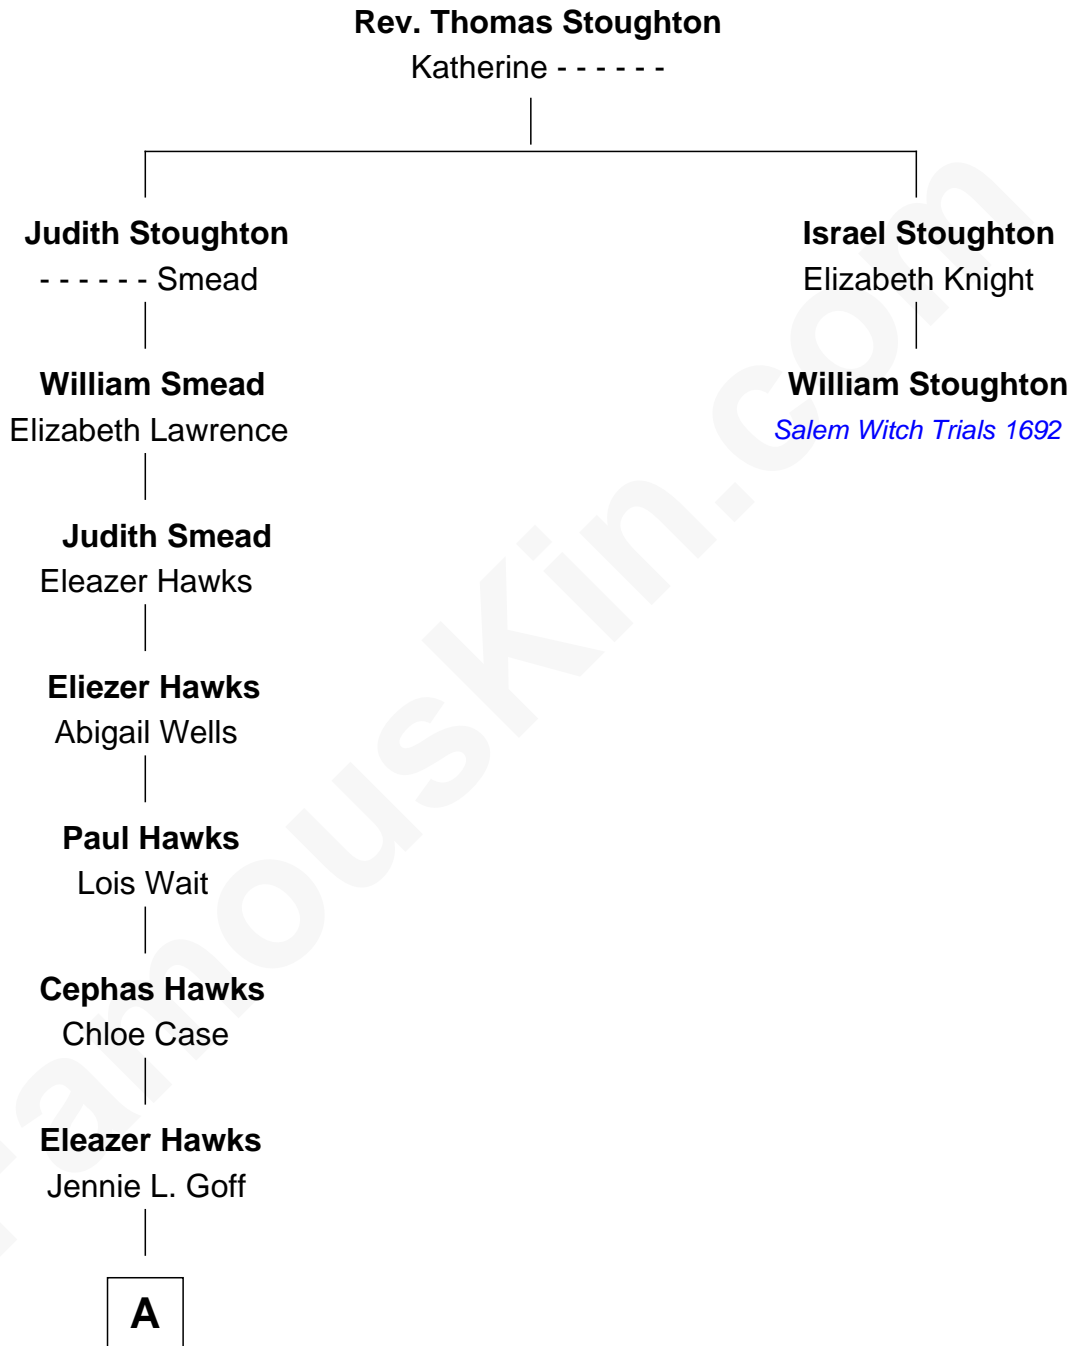 Rev. Thomas Stoughton
Katherine - - - - - -
Judith Stoughton
- - - - - - Smead
Israel Stoughton
Elizabeth Knight
William Smead
Elizabeth Lawrence
William Stoughton
Salem Witch Trials 1692
Judith Smead
Eleazer Hawks
Eliezer Hawks
Abigail Wells
Paul Hawks
Lois Wait
Cephas Hawks
Chloe Case
Eleazer Hawks
Jennie L. Goff
A
FamousKin.com